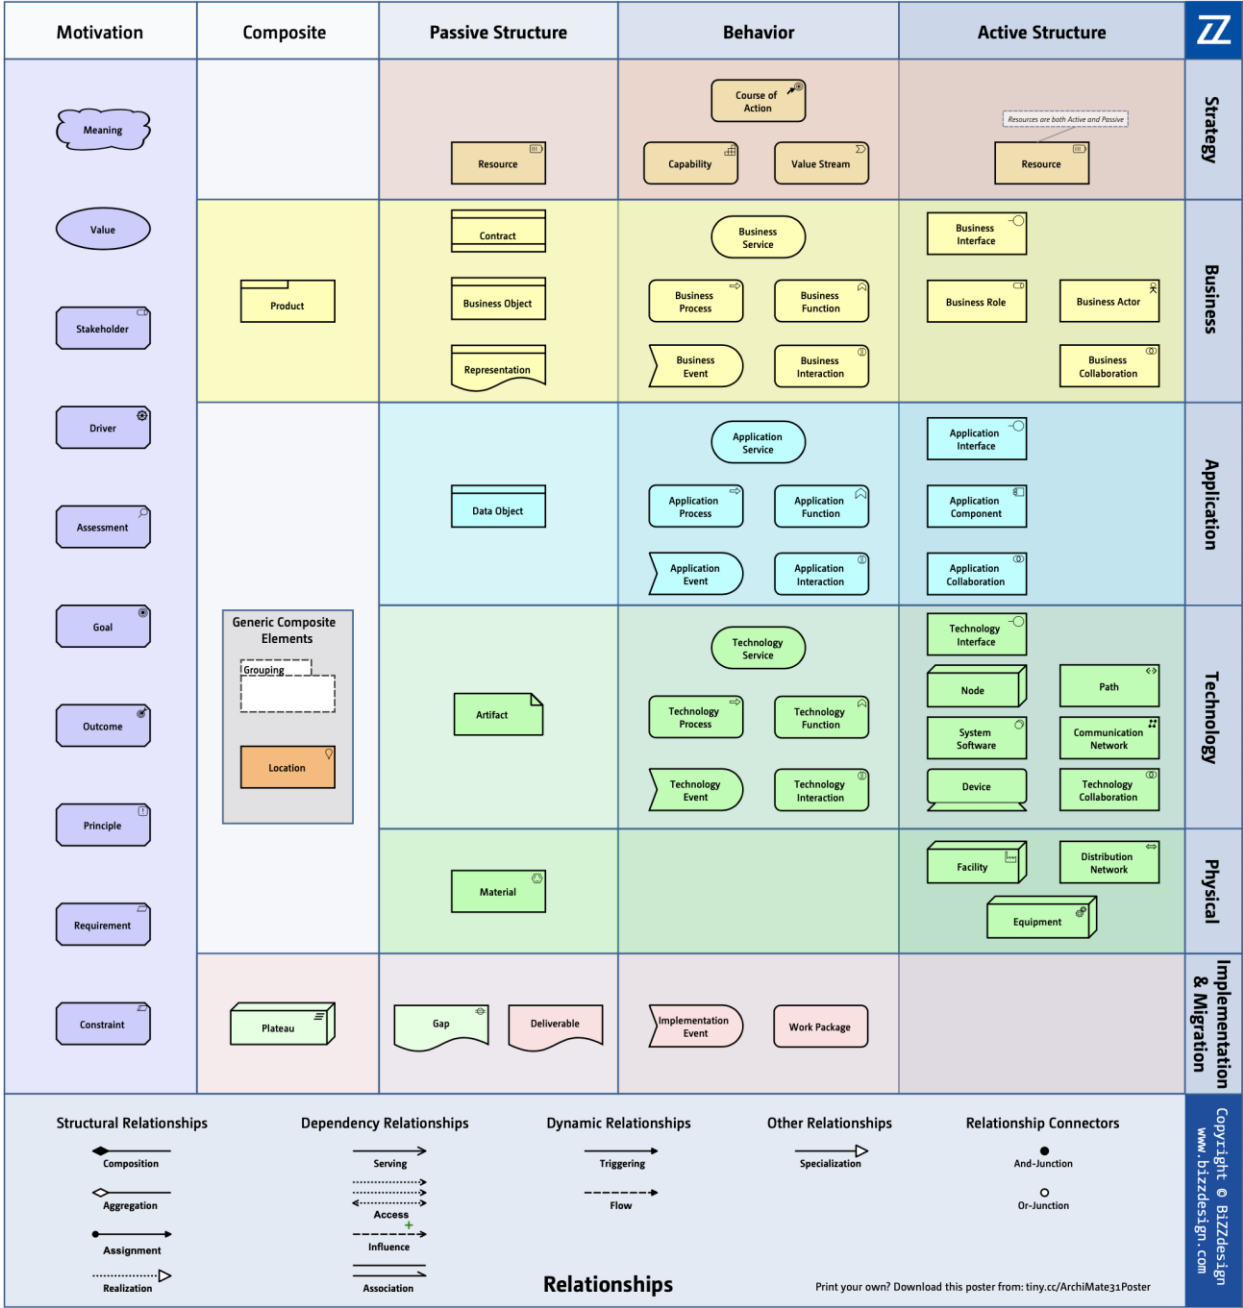 Motivation
Composite
Passive Structure
Behavior
Active Structure
Strategy
Meaning
Course of
Action
Resources are both Active and Passive
Resource
Capability
Value Stream
Resource
Business
Value
Stakeholder
Product
Contract
Business Object
Representation
Business
Service
Business
Process
Business
Function
Business
Event
Business
Interaction
Business
Interface
Business Role
Business Actor
Business
Collaboration
Application
Driver
Assessment
Data Object
Application
Service
Application
Process
Application
Function
Application
Event
Application
Interaction
Application
Interface
Application
Component
Application
Collaboration
Technology
Goal
Outcome
Principle
Generic Composite
Elements
Grouping
Location
Artifact
Technology
Service
Technology
Process
Technology
Function
Technology
Event
Technology
Interaction
Technology
Interface
Node
Path
System
Software
Communication
Network
Device
Technology
Collaboration
Physical
Requirement
Material
Facility
Distribution
Network
Equipment
Implementation
& Migration
Constraint
Plateau
Gap
Deliverable
Implementation
Event
Work Package
Structural Relationships
Composition
Aggregation
Assignment
Realization
Dependency Relationships
Serving
Access
+
Influence
Association
Dynamic Relationships
Triggering
Flow
Other Relationships
Specialization
Relationship Connectors
And-Junction
Or-Junction
Relationships
Print your own? Download this poster from: tiny.cc/ArchiMate31Poster
Copyright © BiZZdesign
www.bizzdesign.com